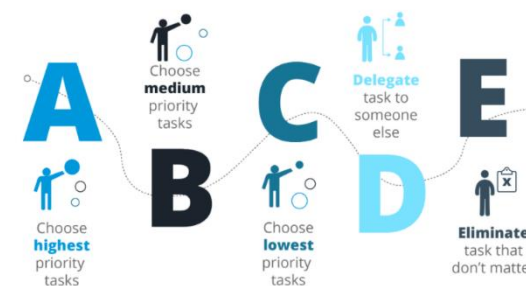 A
Choose
highest
priority
tasks
Choose
medium
priority
tasks
B
C
Choose
lowest
priority
tasks
Delegate
task to
someone
else
D
E
X
Eliminate
task that
don't matte